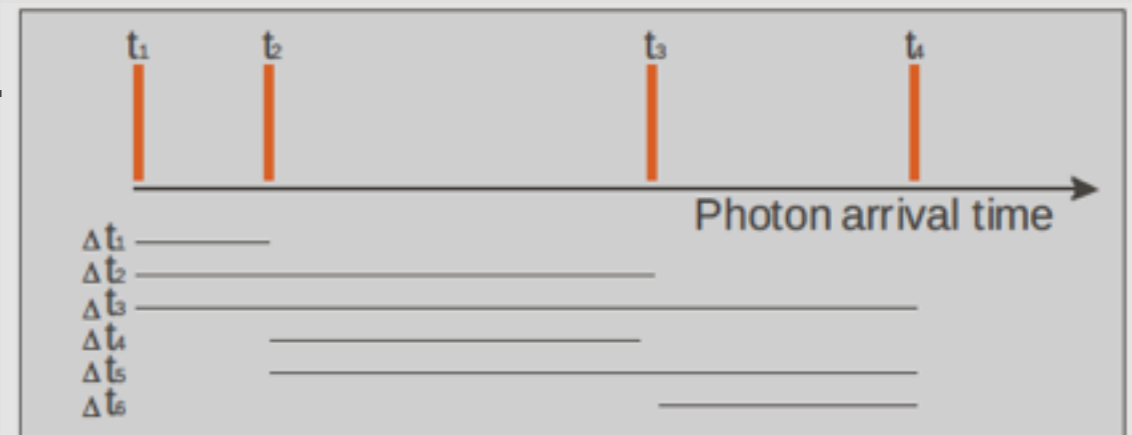 t₁ t₂ t₃ t₄
Photon arrival time
Δt₁
Δt₂
Δt₃
Δt₄
Δt₅
Δt₆